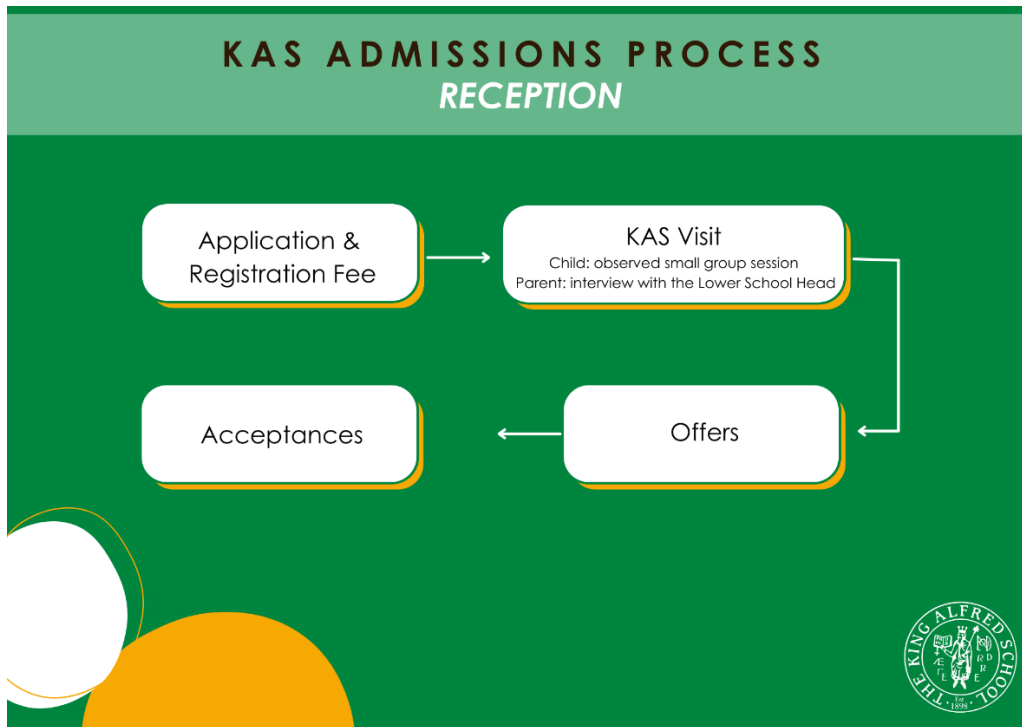 KAS ADMISSIONS PROCESS
RECEPTION
Application &
Registration Fee
KAS Visit
Child: observed small group session
Parent: interview with the Lower School Head
Offers
Acceptances
THE KING ALFRED SCHOOL
Est
1898